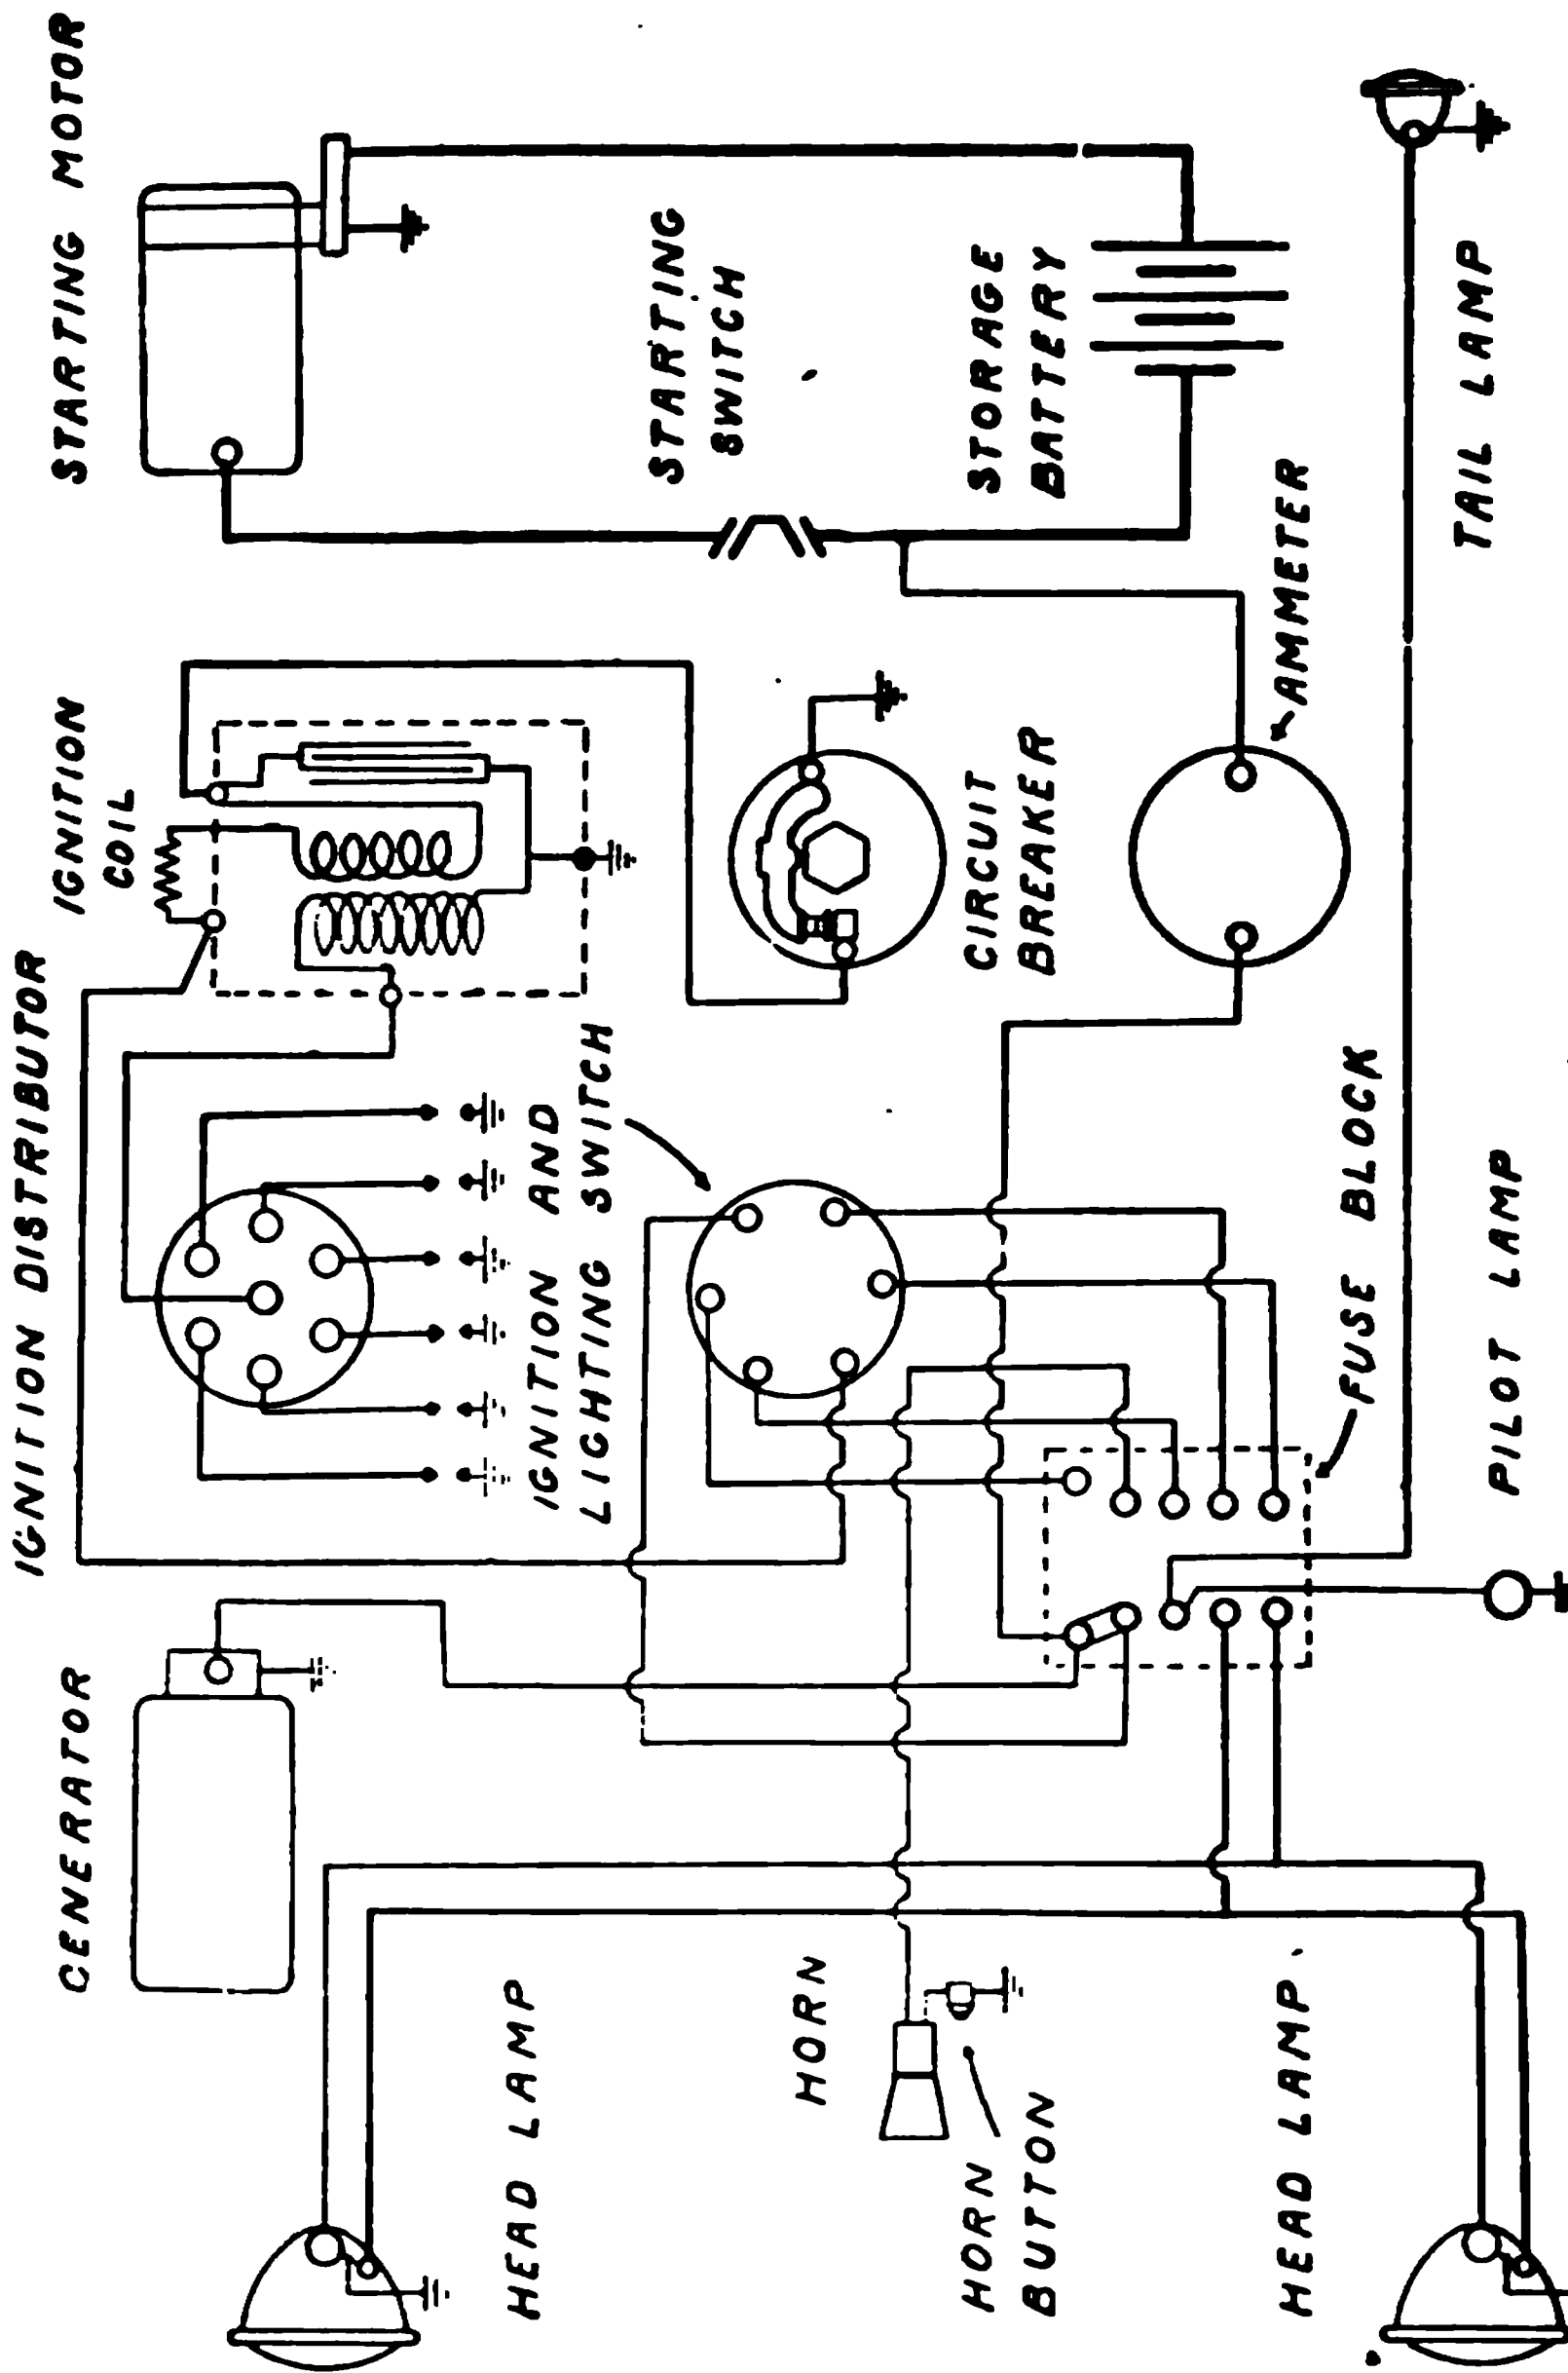 STARTING MOTOR
IGNITION
COIL
IGNITION DISTRIBUTOR
GENERATOR
STARTING
SWITCH
IGNITION AND
LIGHTING SWITCH
HEAD LAMP
STORAGE
BATTERY
CIRCUIT
BREAKER
HORN
HORN
BUTTON
AMMETER
FUSE BLOCK
HEAD LAMP
TAIL LAMP
PILOT LAMP